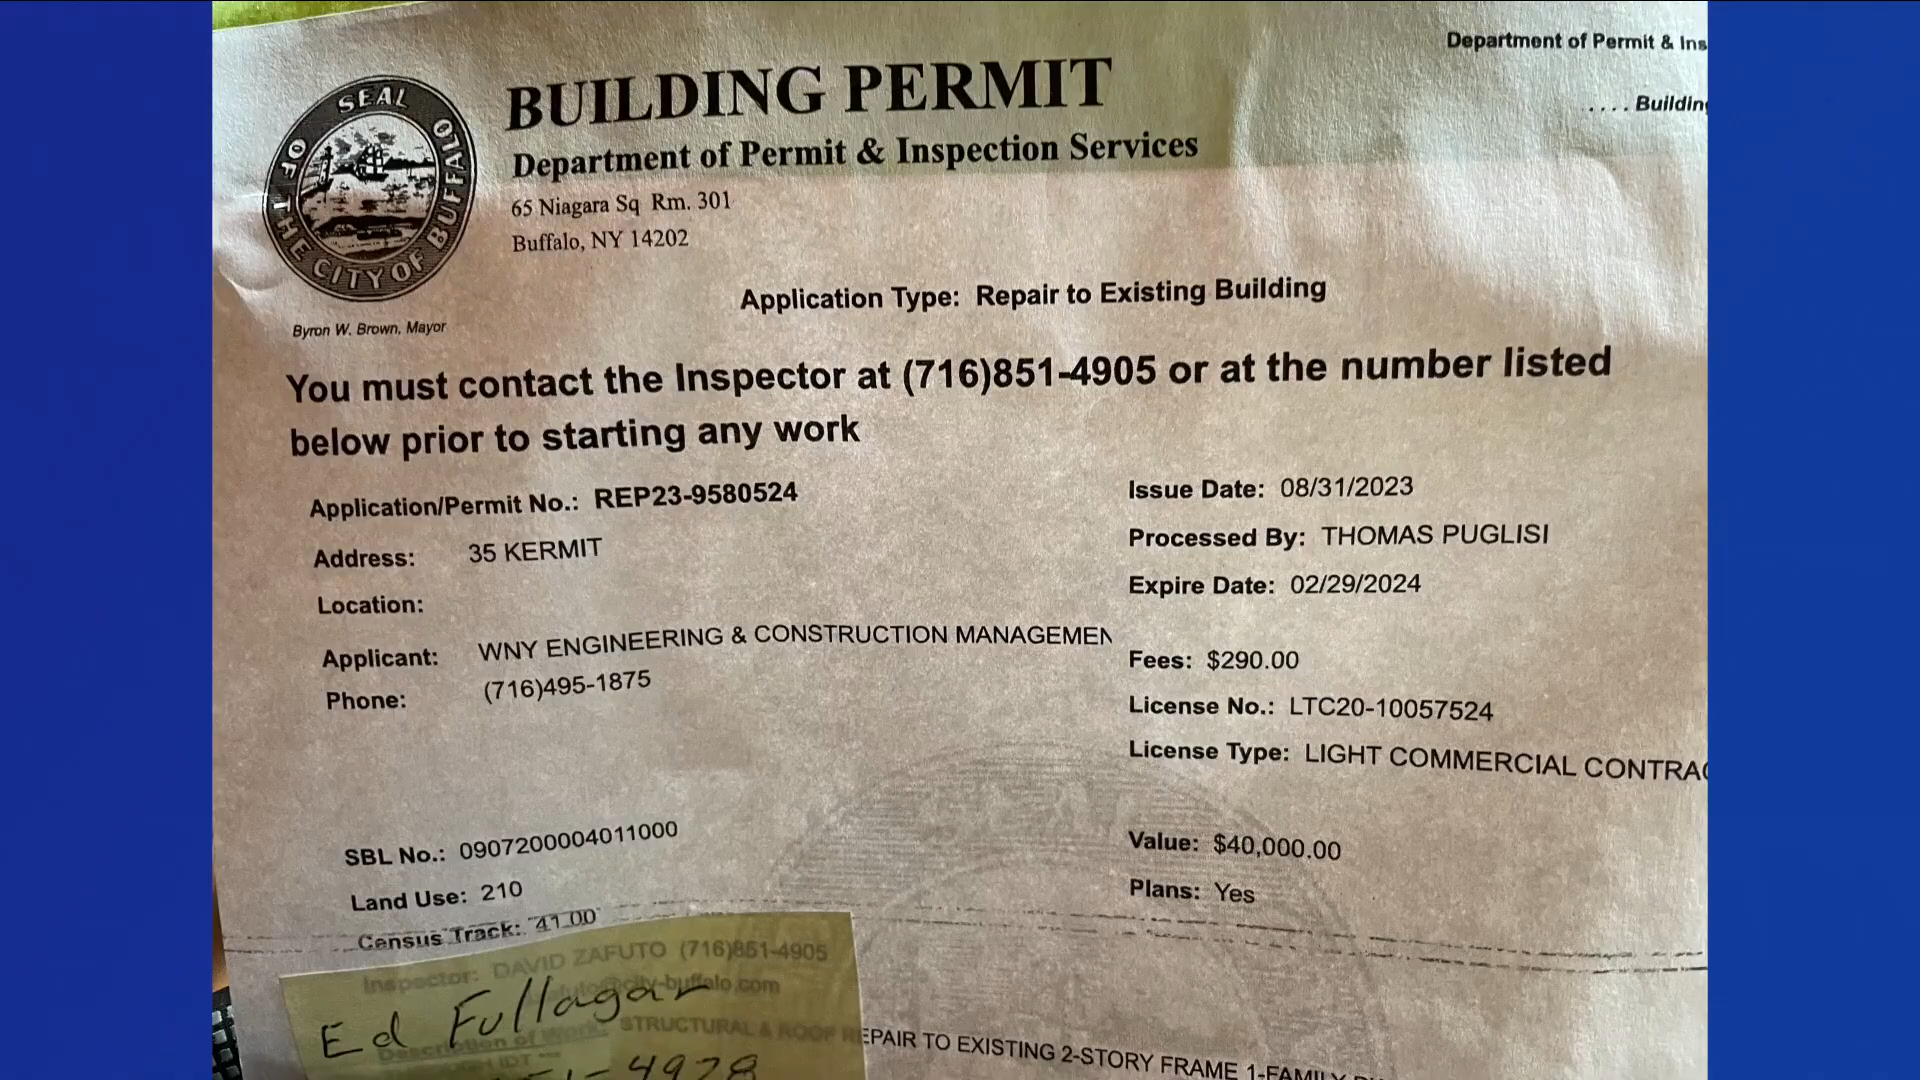 Department of Permit & Ins
.... Buildin
SEAL OF THE CITY OF BUFFALO
BUILDING PERMIT
Department of Permit & Inspection Services
65 Niagara Sq Rm. 301
Buffalo, NY 14202
Byron W. Brown, Mayor
Application Type: Repair to Existing Building
You must contact the Inspector at (716)851-4905 or at the number listed
below prior to starting any work
Application/Permit No.: REP23-9580524
Address: 35 KERMIT
Location:
Applicant: WNY ENGINEERING & CONSTRUCTION MANAGEMEN
Phone: (716)495-1875
Issue Date: 08/31/2023
Processed By: THOMAS PUGLISI
Expire Date: 02/29/2024
Fees: $290.00
License No.: LTC20-10057524
License Type: LIGHT COMMERCIAL CONTRAC
SBL No.: 0907200004011000
Land Use: 210
Census Track: 41.00
Value: $40,000.00
Plans: Yes
Inspector: DAVID ZAFUTO (716)851-4905
Ed Fullagar
Description of Work: STRUCTURAL & ROOF REPAIR TO EXISTING 2-STORY FRAME 1-FAMILY
4978